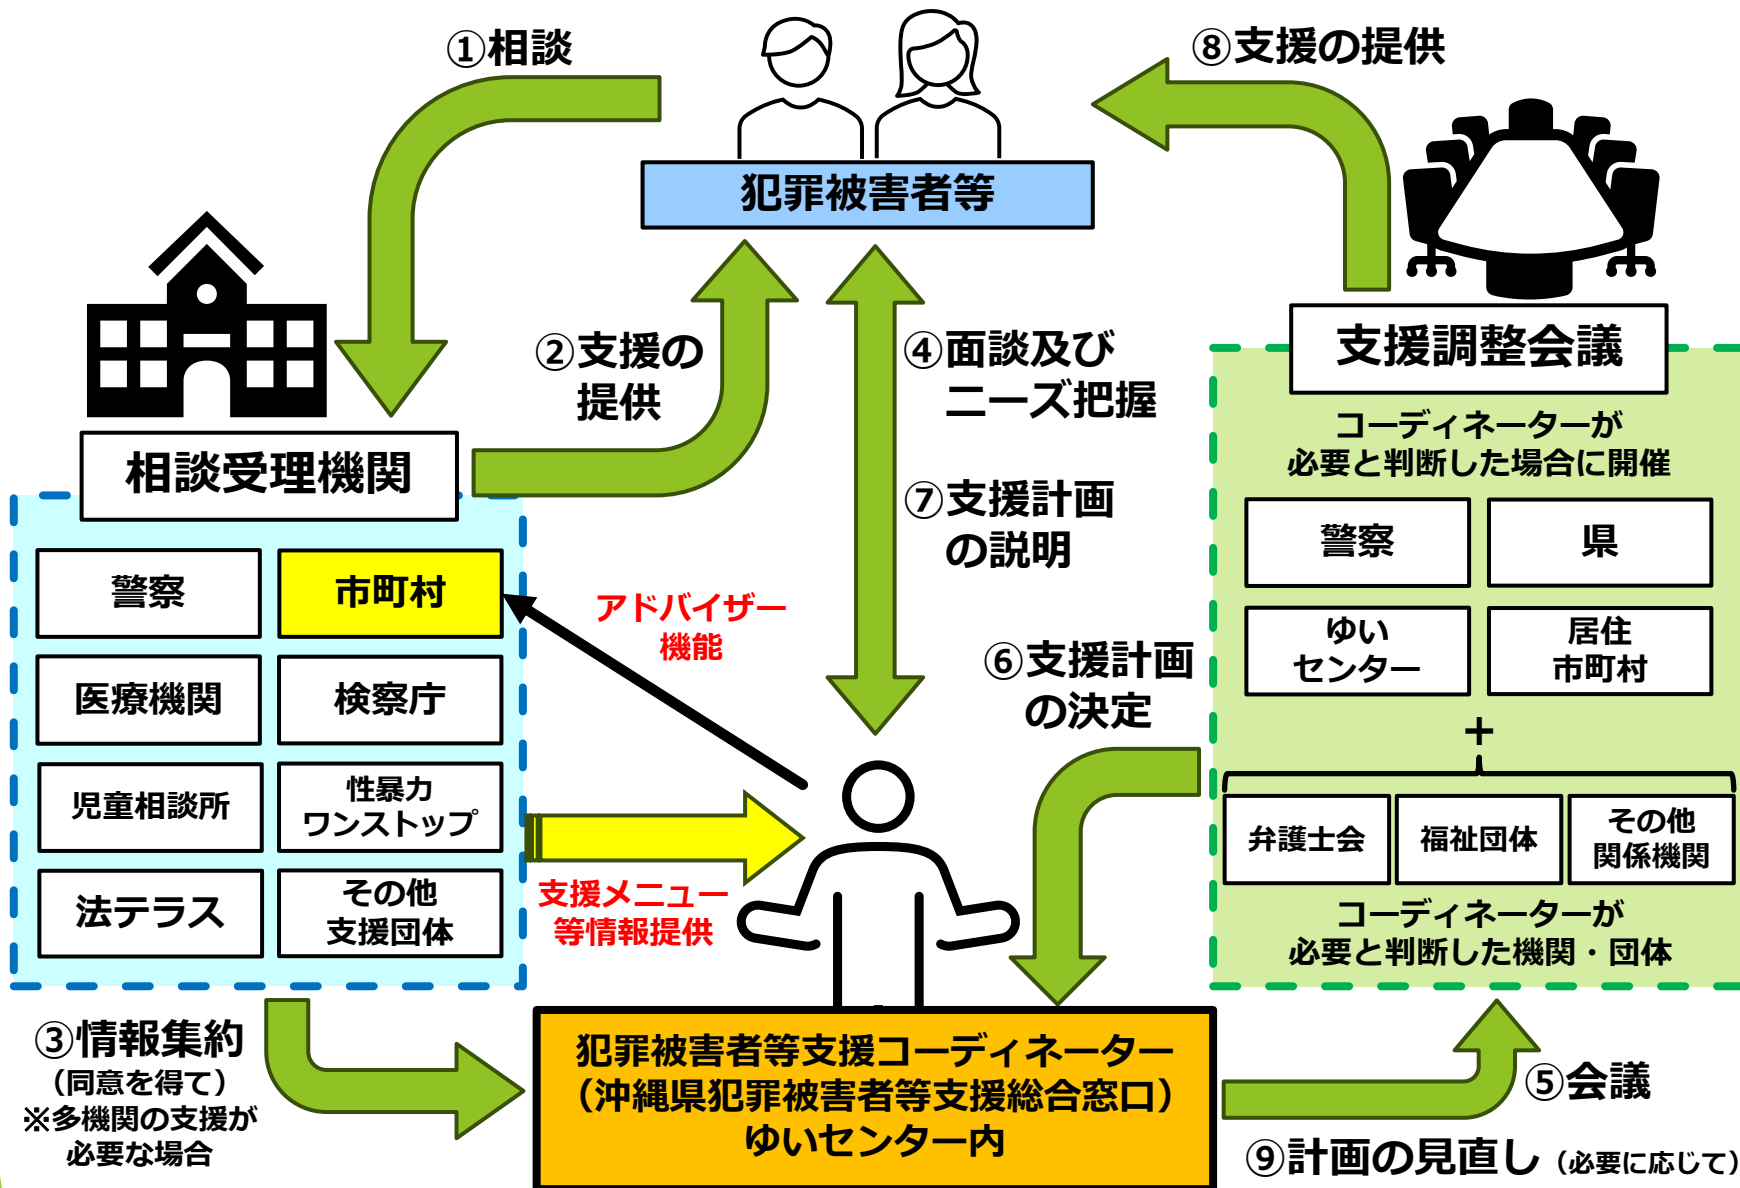 ①相談
⑧支援の提供
犯罪被害者等
②支援の
提供
④面談及び
ニーズ把握
⑦支援計画
の説明
相談受理機関
警察
市町村
医療機関
検察庁
児童相談所
性暴力
ワンストップ
法テラス
その他
支援団体
アドバイザー
機能
支援メニュー
等情報提供
⑥支援計画
の決定
支援調整会議
コーディネーターが
必要と判断した場合に開催
警察
県
ゆい
センター
居住
市町村
+
弁護士会
福祉団体
その他
関係機関
コーディネーターが
必要と判断した機関・団体
③情報集約
（同意を得て）
※多機関の支援が
必要な場合
犯罪被害者等支援コーディネーター
（沖縄県犯罪被害者等支援総合窓口）
ゆいセンター内
⑤会議
⑨計画の見直し（必要に応じて）